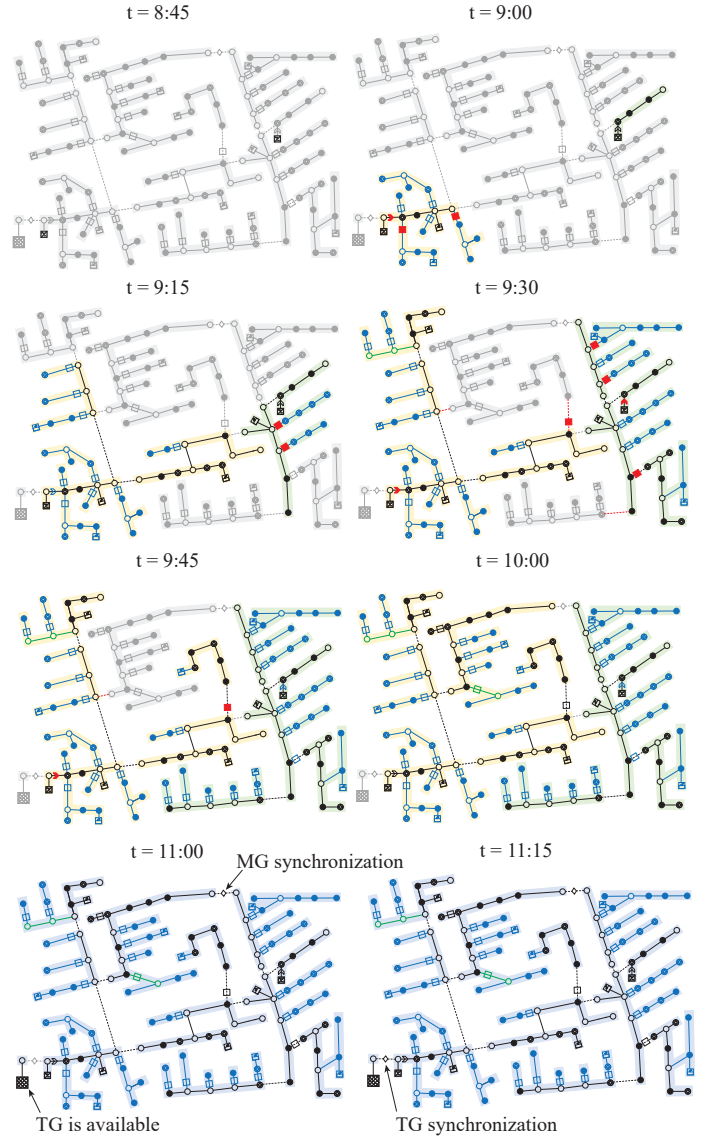 t = 8:45
t = 9:00
t = 9:15
t = 9:30
t = 9:45
t = 10:00
t = 11:00
t = 11:15
MG synchronization
TG is available
TG synchronization